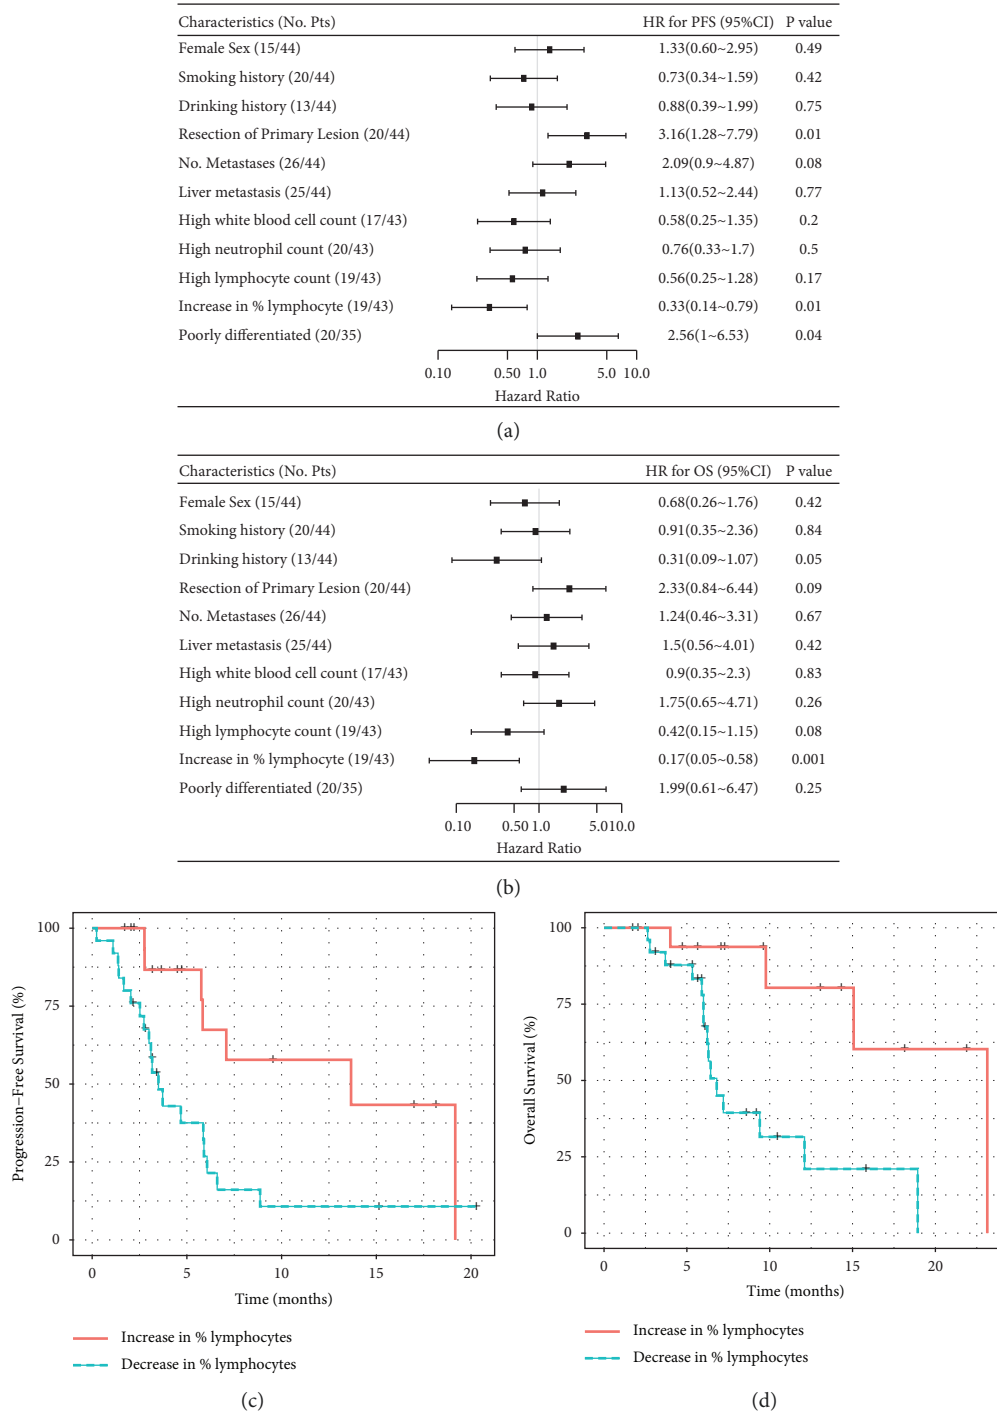 Characteristics (No. Pts) HR for PFS (95%CI) P value
Female Sex (15/44) 1.33(0.60~2.95) 0.49
Smoking history (20/44) 0.73(0.34~1.59) 0.42
Drinking history (13/44) 0.88(0.39~1.99) 0.75
Resection of Primary Lesion (20/44) 3.16(1.28~7.79) 0.01
No. Metastases (26/44) 2.09(0.9~4.87) 0.08
Liver metastasis (25/44) 1.13(0.52~2.44) 0.77
High white blood cell count (17/43) 0.58(0.25~1.35) 0.2
High neutrophil count (20/43) 0.76(0.33~1.7) 0.5
High lymphocyte count (19/43) 0.56(0.25~1.28) 0.17
Increase in % lymphocyte (19/43) 0.33(0.14~0.79) 0.01
Poorly differentiated (20/35) 2.56(1~6.53) 0.04
0.10 0.50 1.0 5.0 10.0
Hazard Ratio
(a)
Characteristics (No. Pts) HR for OS (95%CI) P value
Female Sex (15/44) 0.68(0.26~1.76) 0.42
Smoking history (20/44) 0.91(0.35~2.36) 0.84
Drinking history (13/44) 0.31(0.09~1.07) 0.05
Resection of Primary Lesion (20/44) 2.33(0.84~6.44) 0.09
No. Metastases (26/44) 1.24(0.46~3.31) 0.67
Liver metastasis (25/44) 1.5(0.56~4.01) 0.42
High white blood cell count (17/43) 0.9(0.35~2.3) 0.83
High neutrophil count (20/43) 1.75(0.65~4.71) 0.26
High lymphocyte count (19/43) 0.42(0.15~1.15) 0.08
Increase in % lymphocyte (19/43) 0.17(0.05~0.58) 0.001
Poorly differentiated (20/35) 1.99(0.61~6.47) 0.25
0.10 0.50 1.0 5.0 10.0
Hazard Ratio
(b)
Progression-Free Survival (%)
100
75
50
25
0
0 5 10 15 20
Time (months)
Increase in % lymphocytes
Decrease in % lymphocytes
(c)
Overall Survival (%)
100
75
50
25
0
0 5 10 15 20
Time (months)
Increase in % lymphocytes
Decrease in % lymphocytes
(d)